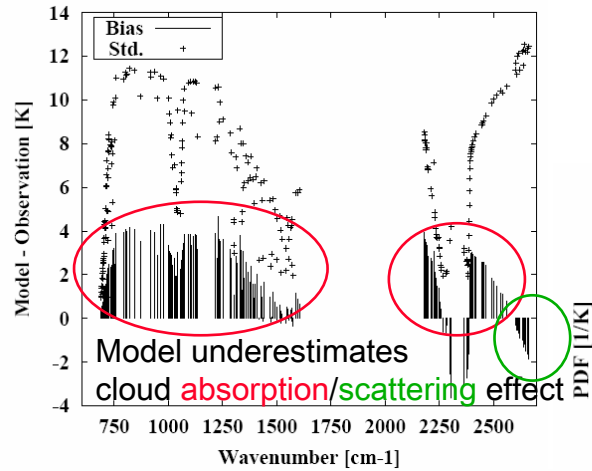 14
12
10
8
6
4
2
0
-2
-4
Model - Observation [K]
Bias
Std.
Model underestimates
cloud absorption/scattering effect
PDF [1/K]
750 1000 1250 1500 1750 2000 2250 2500
Wavenumber [cm-1]